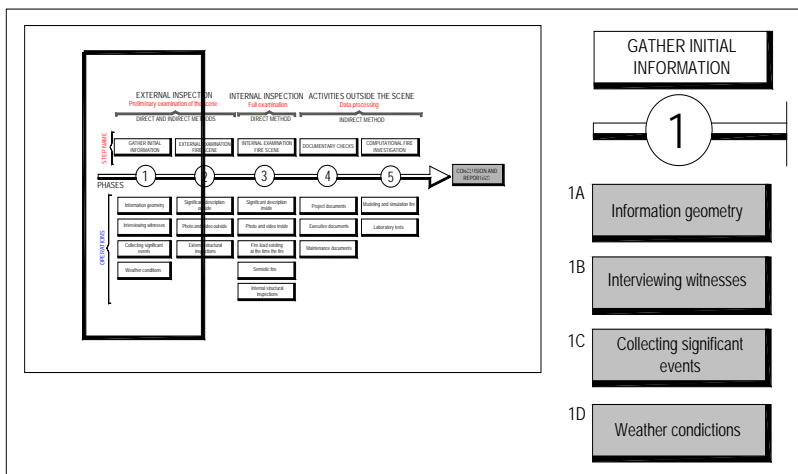 EXTERNAL INSPECTION
INTERNAL INSPECTION
ACTIVITIES OUTSIDE THE SCENE
Preliminary examination of the scene
Full examination
Data processing
DIRECT AND INDIRECT METHODS
DIRECT METHOD
INDIRECT METHOD
STEP NAME
GATHER INITIAL
INFORMATION
EXTERNAL EXAMINATION
FIRE SCENE
INTERNAL EXAMINATION
FIRE SCENE
DOCUMENTARY CHECKS
COMPUTATIONAL FIRE
INVESTIGATION
PHASES
1
2
3
4
5
AND
OPERATIONS
Information geometry
Interviewing witnesses
Collecting significant
events
Weather conditions
Significant description
outside
Photo and video outside
External structural
inspections
Significant description
inside
Photo and video inside
Fire load existing
at the time the fire
Semiotic fire
Internal structural
inspections
Project documents
Executive documents
Maintenance documents
Modeling and simulation fire
Laboratory tests
GATHER INITIAL
INFORMATION
1
1A
Information geometry
1B
Interviewing witnesses
1C
Collecting significant
events
1D
Weather condictions